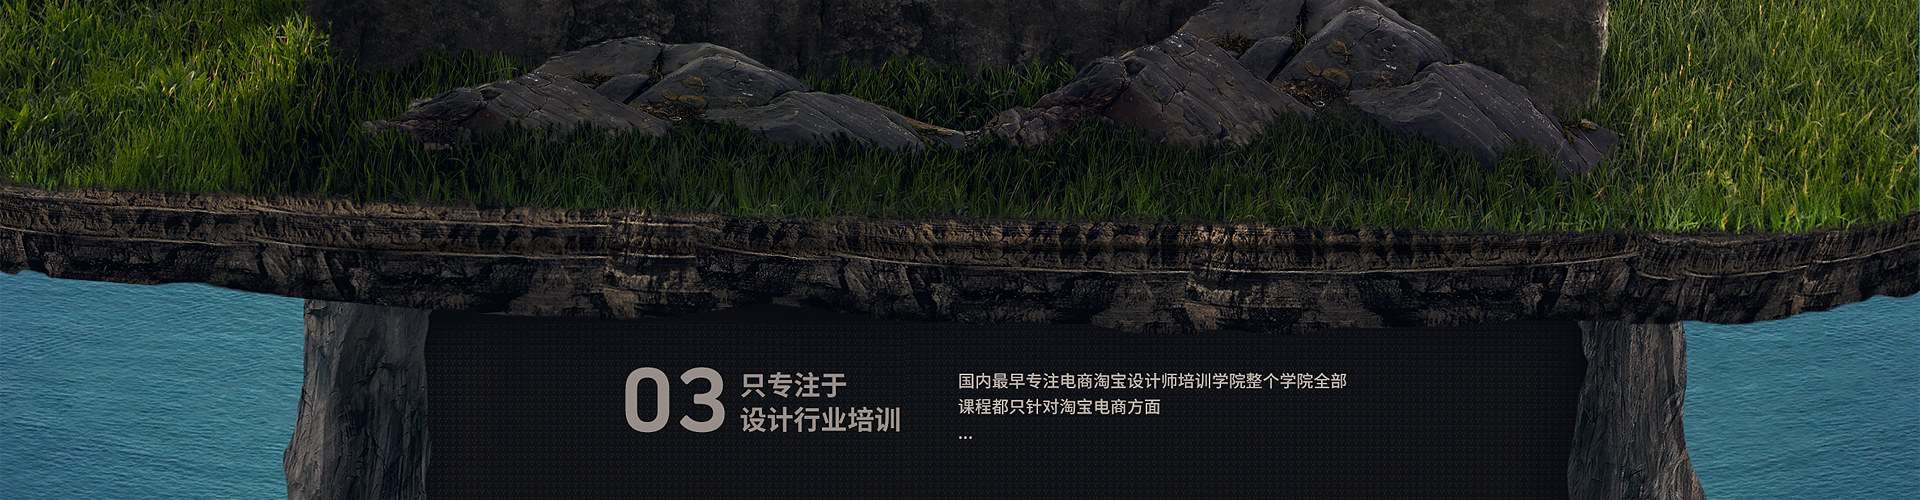 03
只专注于
设计行业培训
国内最早专注电商淘宝设计师培训学院整个学院全部
课程都只针对淘宝电商方面
...